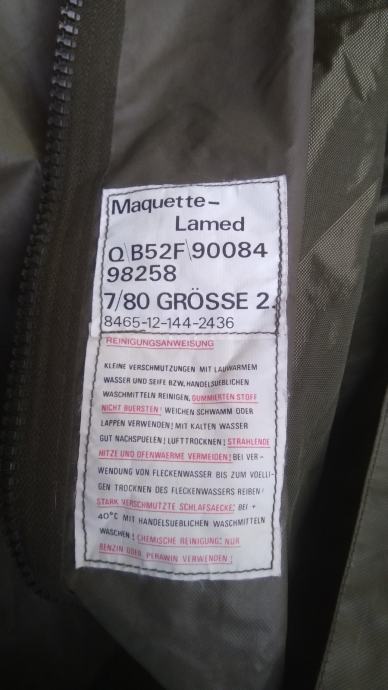 Maquette-
Lamed
Q\B52F\90084
98258
7/80 GRÖSSE 2.
8465-12-144-2436
REINIGUNGSANWEISUNG
KLEINE VERSCHMUTZUNGEN MIT LAUWARMEM
WASSER UND SEIFE BZW. HANDELSUEBLICHEN
WASCHMITTELN REINIGEN, GUMMIERTEN STOFF
NICHT BUERSTEN! WEICHEN SCHWAMM ODER
LAPPEN VERWENDEN! MIT KALTEN WASSER
GUT NACHSPUELEN! LUFTTROCKNEN! STRAHLENDE
HITZE UND OFENWAERME VERMEIDEN! BEI VER-
WENDUNG VON FLECKENWASSER BIS ZUM VOELLI-
GEN TROCKNEN DES FLECKENWASSERS REIBEN!
STARK VERSCHMUTZTE SCHLAFSAECKE: BEI +
40°C MIT HANDELSUEBLICHEN WASCHMITTELN
WASCHEN! CHEMISCHE REINIGUNG: NUR
BENZIN ODER PERAWIN VERWENDEN!